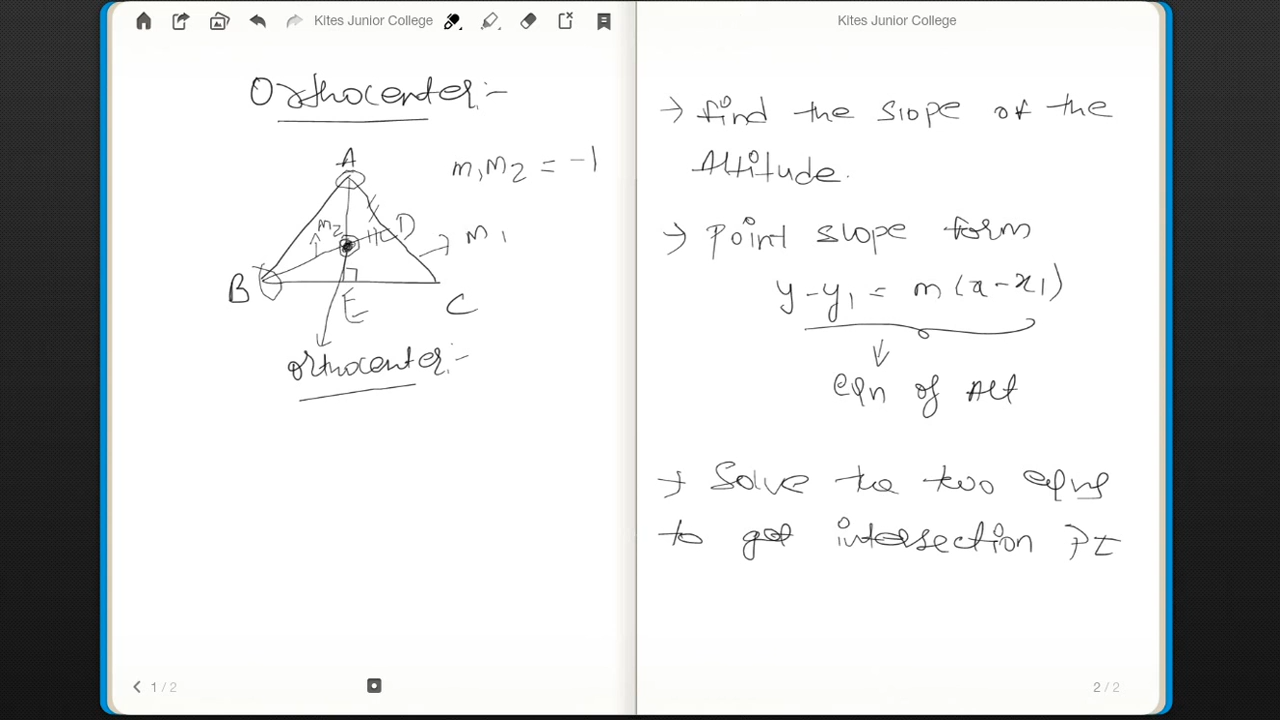 Kites Junior College
Orthocenter:-
A
m1m2 = -1
m2
D
m1
B
E
C
Orthocenter:-
1 / 2
Kites Junior College
→ find the slope of the
Altitude.
→ Point slope form
y-y1 = m(x-x1)
eqn of Alt
→ Solve the two eqns
to get intersection Pt
2 / 2